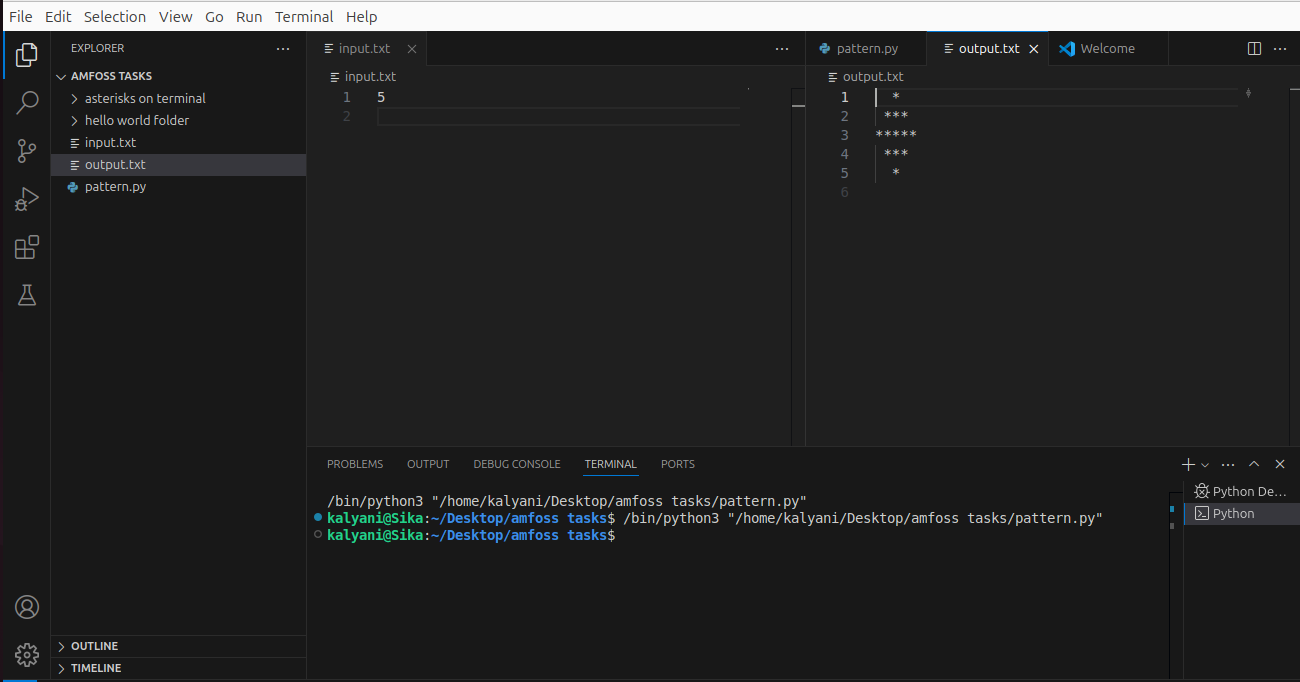 File Edit Selection View Go Run Terminal Help
EXPLORER ...
AMFOSS TASKS
asterisks on terminal
hello world folder
input.txt
output.txt
pattern.py
OUTLINE
TIMELINE
input.txt ...
input.txt
1 5
2
pattern.py output.txt Welcome ...
output.txt
1   *
2  ***
3 *****
4  ***
5   *
6
PROBLEMS OUTPUT DEBUG CONSOLE TERMINAL PORTS ...
/bin/python3 "/home/kalyani/Desktop/amfoss tasks/pattern.py"
kalyani@Sika:~/Desktop/amfoss tasks$ /bin/python3 "/home/kalyani/Desktop/amfoss tasks/pattern.py"
kalyani@Sika:~/Desktop/amfoss tasks$
Python De...
Python